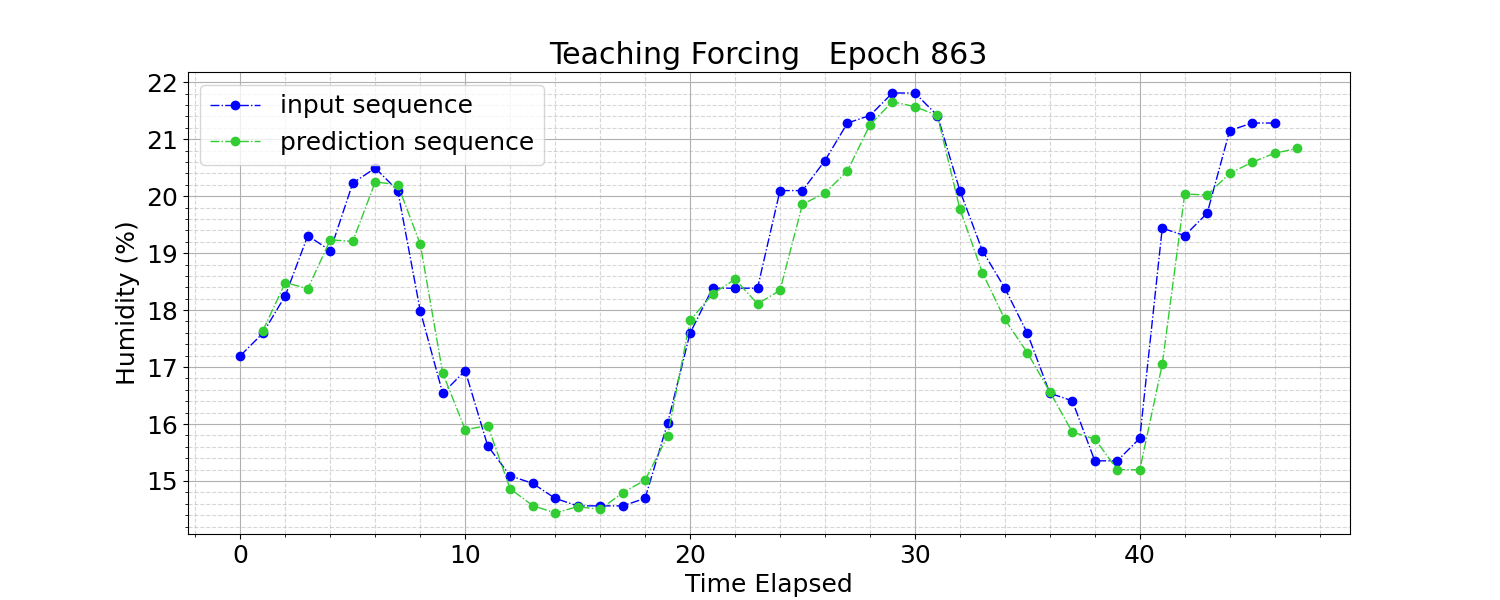 Teaching Forcing   Epoch 863
input sequence
prediction sequence
Humidity (%)
22
21
20
19
18
17
16
15
0 10 20 30 40
Time Elapsed